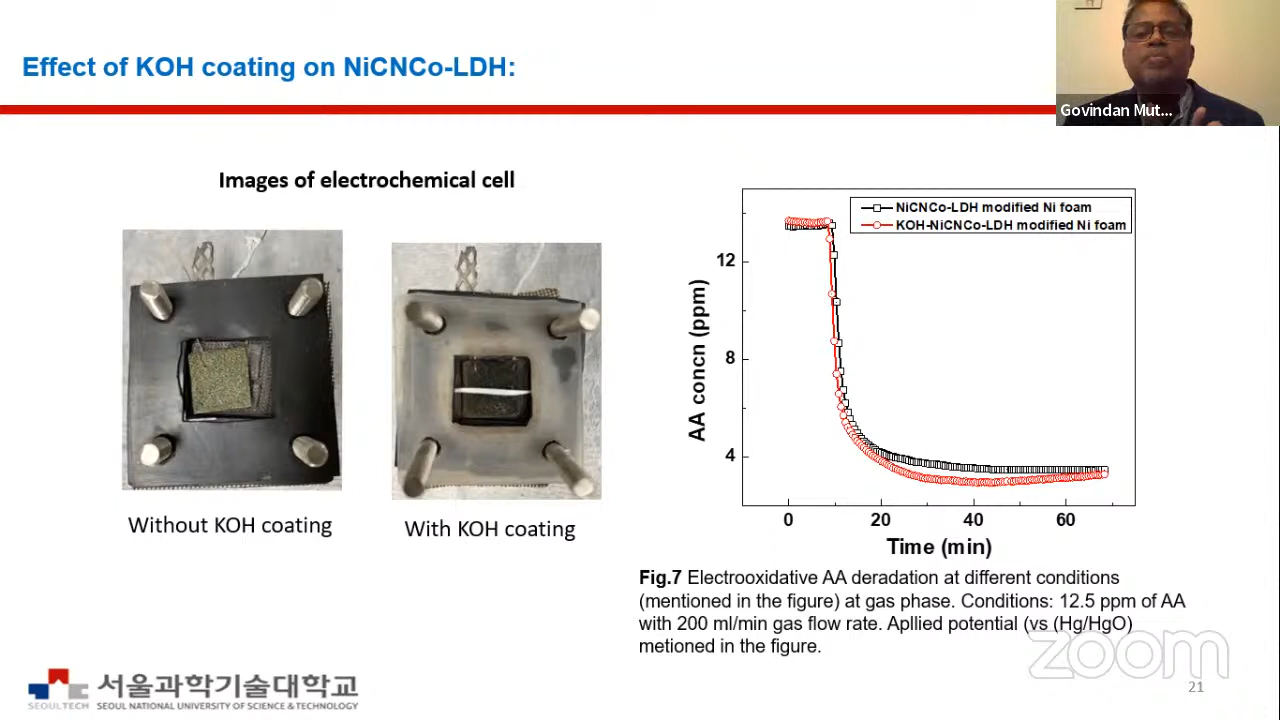 Effect of KOH coating on NiCNCo-LDH:
Govindan Mut...
Images of electrochemical cell
Without KOH coating
With KOH coating
NiCNCo-LDH modified Ni foam
KOH-NiCNCo-LDH modified Ni foam
AA concn (ppm)
12
8
4
0 20 40 60
Time (min)
Fig.7 Electrooxidative AA deradation at different conditions
(mentioned in the figure) at gas phase. Conditions: 12.5 ppm of AA
with 200 ml/min gas flow rate. Apllied potential (vs (Hg/HgO)
metioned in the figure.
zoom
21
서울과학기술대학교
SEOULTECH SEOUL NATIONAL UNIVERSITY OF SCIENCE & TECHNOLOGY